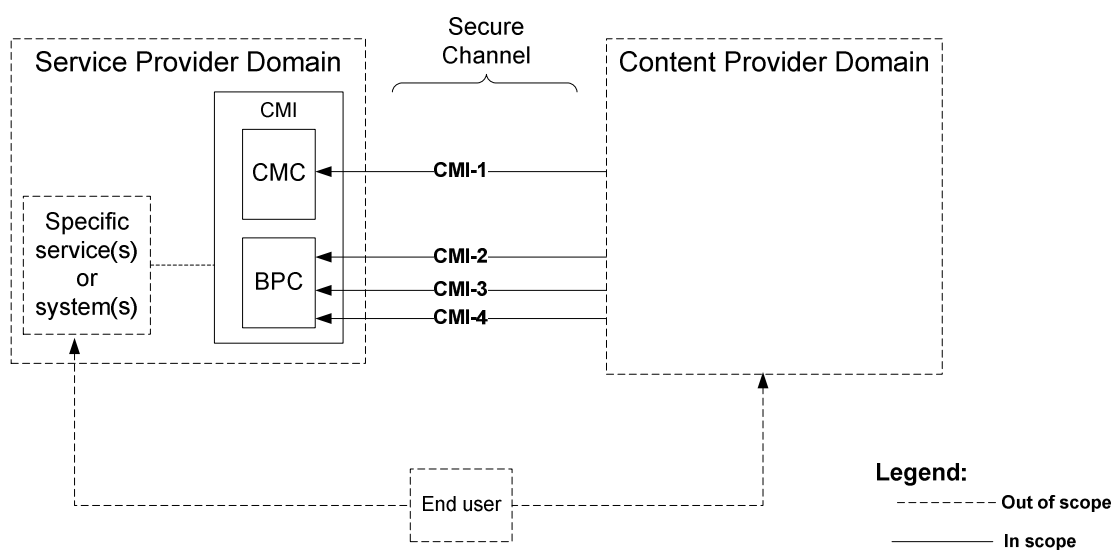 Secure
Channel
Service Provider Domain
Content Provider Domain
CMI
CMC
CMI-1
Specific
service(s)
or
system(s)
BPC
CMI-2
CMI-3
CMI-4
End user
Legend:
Out of scope
In scope